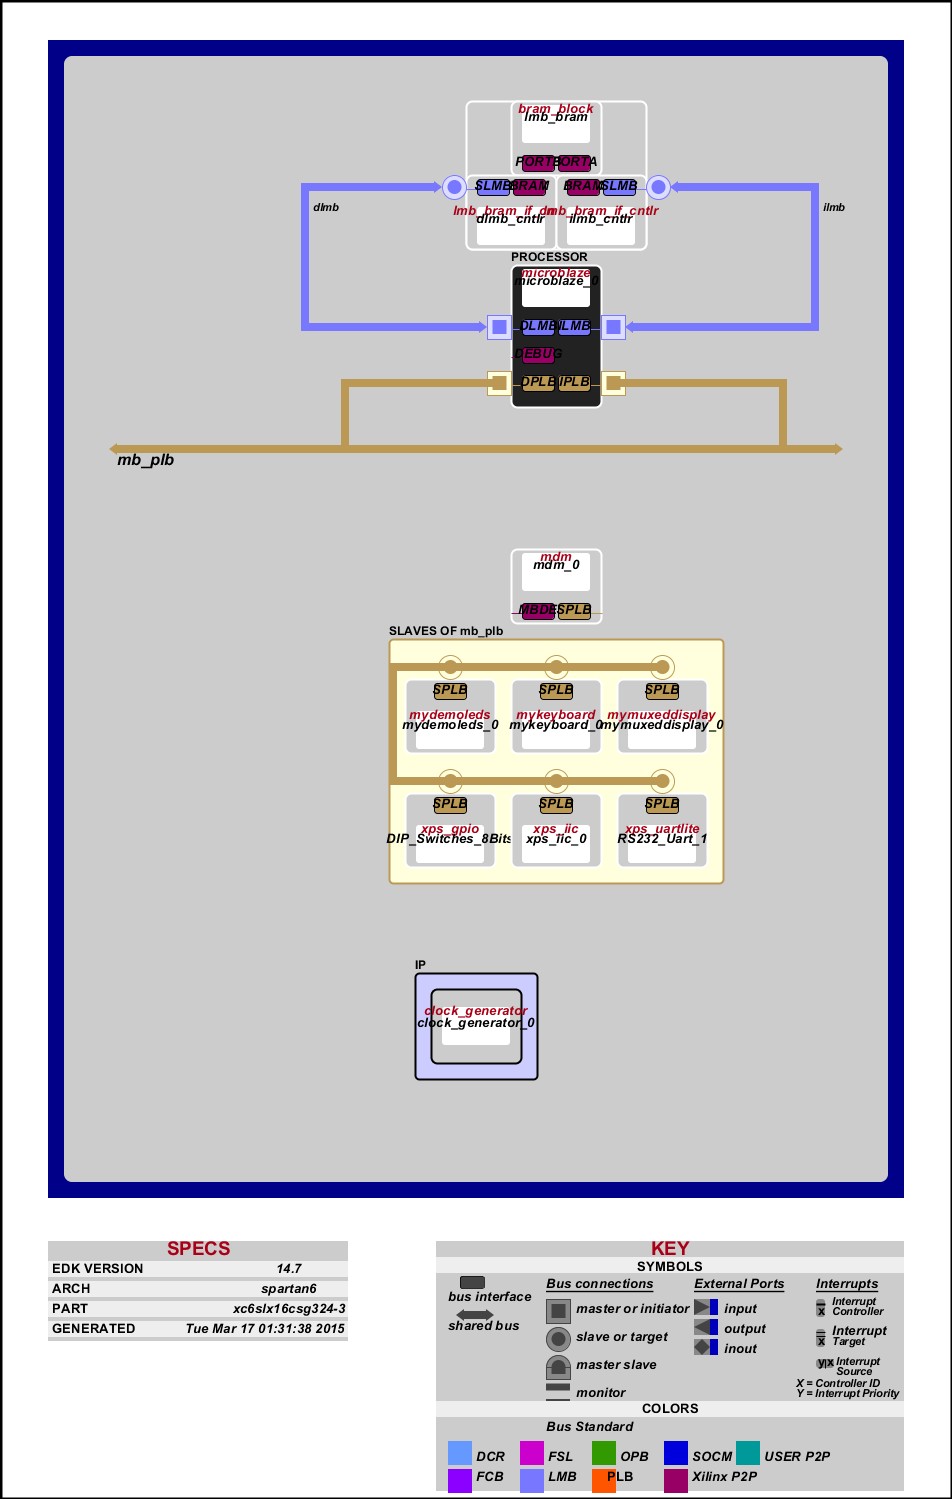 bram_block
lmb_bram
PORTB PORTA
SLMB BRAM BRAM SLMB
dlmb
ilmb
dlmb_cntlr
lmb_bram_if_cntlr
ilmb_cntlr
PROCESSOR
microblaze
microblaze_0
DLMB ILMB
DEBUG
DPLB IPLB
mb_plb
mdm
mdm_0
SPLB
SLAVES OF mb_plb
SPLB SPLB SPLB
mydemoleds mykeyboard mymuxeddisplay
mydemoleds_0 mykeyboard_0 mymuxeddisplay_0
SPLB SPLB SPLB
xps_gpio xps_iic xps_uartlite
DIP_Switches_8Bits xps_iic_0 RS232_Uart_1
IP
clock_generator
clock_generator_0
SPECS
EDK VERSION 14.7
ARCH spartan6
PART xc6slx16csg324-3
GENERATED Tue Mar 17 01:31:38 2015
KEY
SYMBOLS
bus interface
shared bus
Bus connections
master or initiator
slave or target
master slave
monitor
External Ports
input
output
inout
Interrupts
Interrupt
Controller
Interrupt
Target
Interrupt
Source
X = Controller ID
Y = Interrupt Priority
COLORS
Bus Standard
DCR FSL OPB SOCM USER P2P
FCB LMB PLB Xilinx P2P